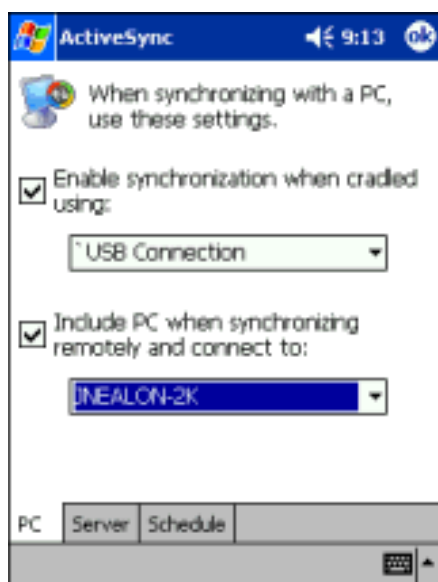 ActiveSync 9:13 ok
When synchronizing with a PC,
use these settings.
Enable synchronization when cradled
using:
` USB Connection
Include PC when synchronizing
remotely and connect to:
JNEALON-2K
PC Server Schedule